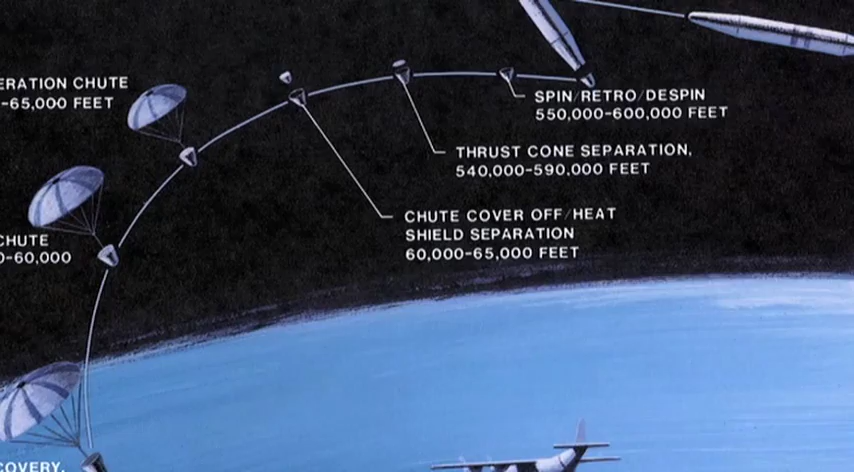 ERATION CHUTE
-65,000 FEET
SPIN/RETRO/DESPIN
550,000-600,000 FEET
THRUST CONE SEPARATION,
540,000-590,000 FEET
CHUTE COVER OFF/HEAT
SHIELD SEPARATION
60,000-65,000 FEET
CHUTE
0-60,000
COVERY,